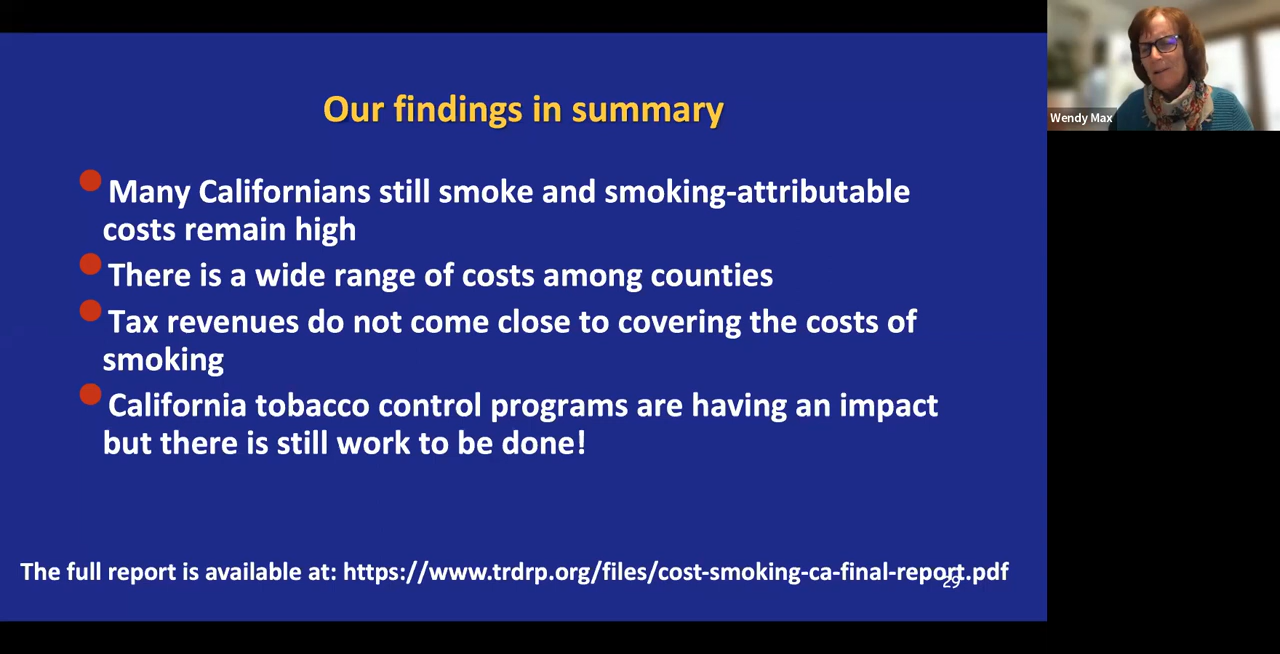 Our findings in summary
Many Californians still smoke and smoking-attributable
costs remain high
There is a wide range of costs among counties
Tax revenues do not come close to covering the costs of
smoking
California tobacco control programs are having an impact
but there is still work to be done!
The full report is available at: https://www.trdrp.org/files/cost-smoking-ca-final-report.pdf
29
Wendy Max